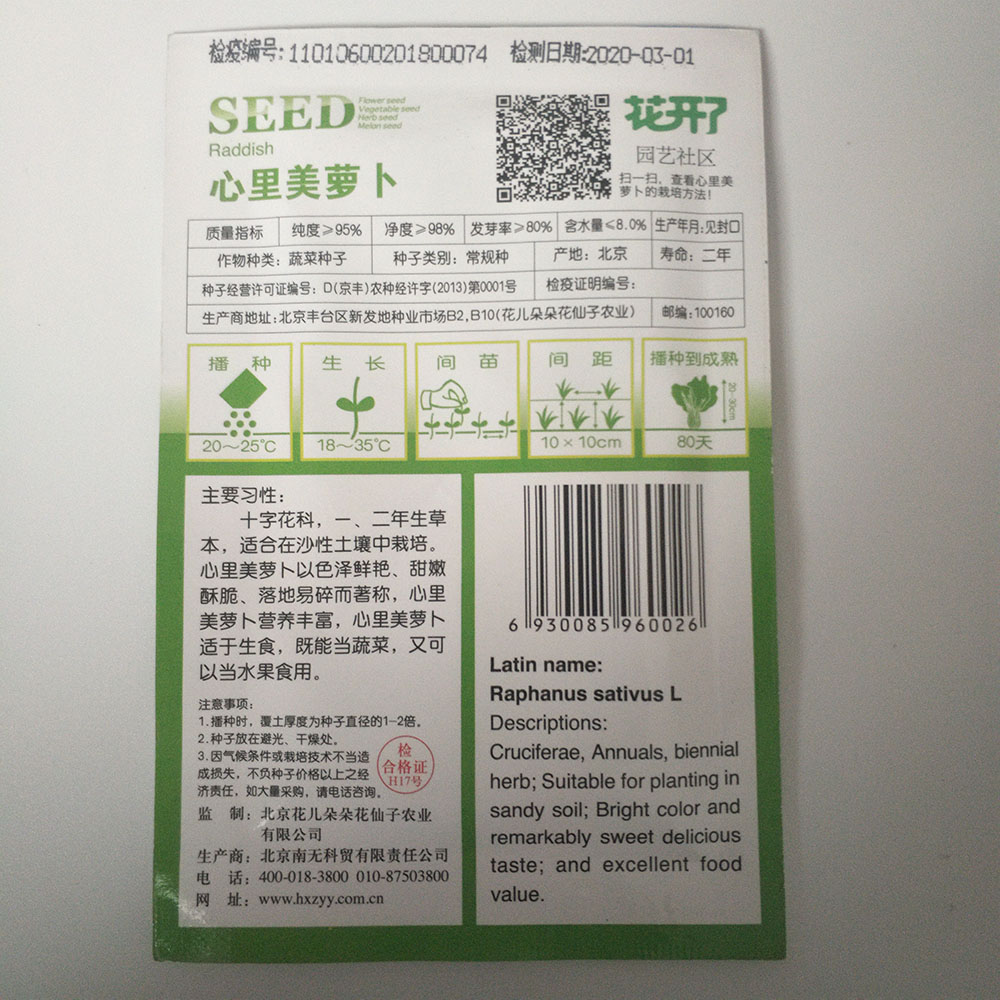 检疫编号:11010600201800074 检测日期:2020-03-01
SEED
Flower seed
Vegetable seed
Herb seed
Melon seed
Raddish
心里美萝卜
花开了
园艺社区
扫一扫，查看心里美
萝卜的栽培方法！
质量指标 纯度≥95% 净度≥98% 发芽率≥80% 含水量≤8.0% 生产年月:见封口
作物种类：蔬菜种子 种子类别：常规种 产地：北京 寿命：二年
种子经营许可证编号：D(京丰)农种经许字(2013)第0001号 检疫证明编号：
生产商地址:北京丰台区新发地种业市场B2,B10(花儿朵朵花仙子农业) 邮编:100160
播种 生长 间苗 间距 播种到成熟
20-30cm
20～25℃ 18～35℃ 10×10cm 80天
主要习性：
十字花科，一、二年生草
本，适合在沙性土壤中栽培。
心里美萝卜以色泽鲜艳、甜嫩
酥脆、落地易碎而著称，心里
美萝卜营养丰富，心里美萝卜
适于生食，既能当蔬菜，又可
以当水果食用。
注意事项:
1.播种时，覆土厚度为种子直径的1-2倍。
2.种子放在避光、干燥处。
3.因气候条件或栽培技术不当造
成损失，不负种子价格以上之经
济责任，如大量采购，请电话咨询。
检
合格证
H17号
监 制：北京花儿朵朵花仙子农业
有限公司
生产商：北京南无科贸有限责任公司
电 话：400-018-3800 010-87503800
网 址：www.hxzyy.com.cn
6 930085 960026
Latin name:
Raphanus sativus L
Descriptions:
Cruciferae, Annuals, biennial
herb; Suitable for planting in
sandy soil; Bright color and
remarkably sweet delicious
taste; and excellent food
value.